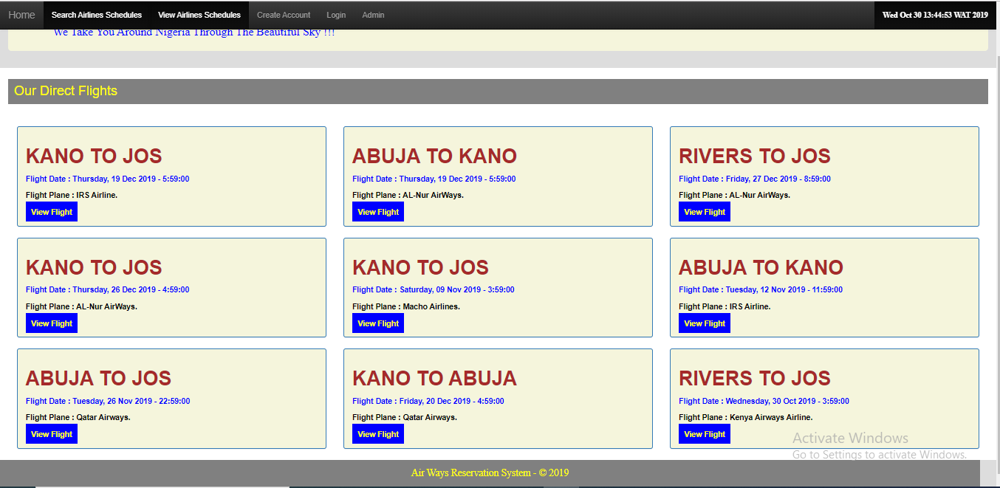 Home Search Airlines Schedules View Airlines Schedules Create Account Login Admin Wed Oct 30 13:44:53 WAT 2019
We Take You Around Nigeria Through The Beautiful Sky !!!
Our Direct Flights
KANO TO JOS
Flight Date : Thursday, 19 Dec 2019 - 5:59:00
Flight Plane : IRS Airline.
View Flight
ABUJA TO KANO
Flight Date : Thursday, 19 Dec 2019 - 5:59:00
Flight Plane : AL-Nur AirWays.
View Flight
RIVERS TO JOS
Flight Date : Friday, 27 Dec 2019 - 8:59:00
Flight Plane : AL-Nur AirWays.
View Flight
KANO TO JOS
Flight Date : Thursday, 26 Dec 2019 - 4:59:00
Flight Plane : AL-Nur AirWays.
View Flight
KANO TO JOS
Flight Date : Saturday, 09 Nov 2019 - 3:59:00
Flight Plane : Macho Airlines.
View Flight
ABUJA TO KANO
Flight Date : Tuesday, 12 Nov 2019 - 11:59:00
Flight Plane : IRS Airline.
View Flight
ABUJA TO JOS
Flight Date : Tuesday, 26 Nov 2019 - 22:59:00
Flight Plane : Qatar Airways.
View Flight
KANO TO ABUJA
Flight Date : Friday, 20 Dec 2019 - 4:59:00
Flight Plane : Qatar Airways.
View Flight
RIVERS TO JOS
Flight Date : Wednesday, 30 Oct 2019 - 3:59:00
Flight Plane : Kenya Airways Airline.
View Flight
Activate Windows
Go to Settings to activate Windows.
Air Ways Reservation System - © 2019